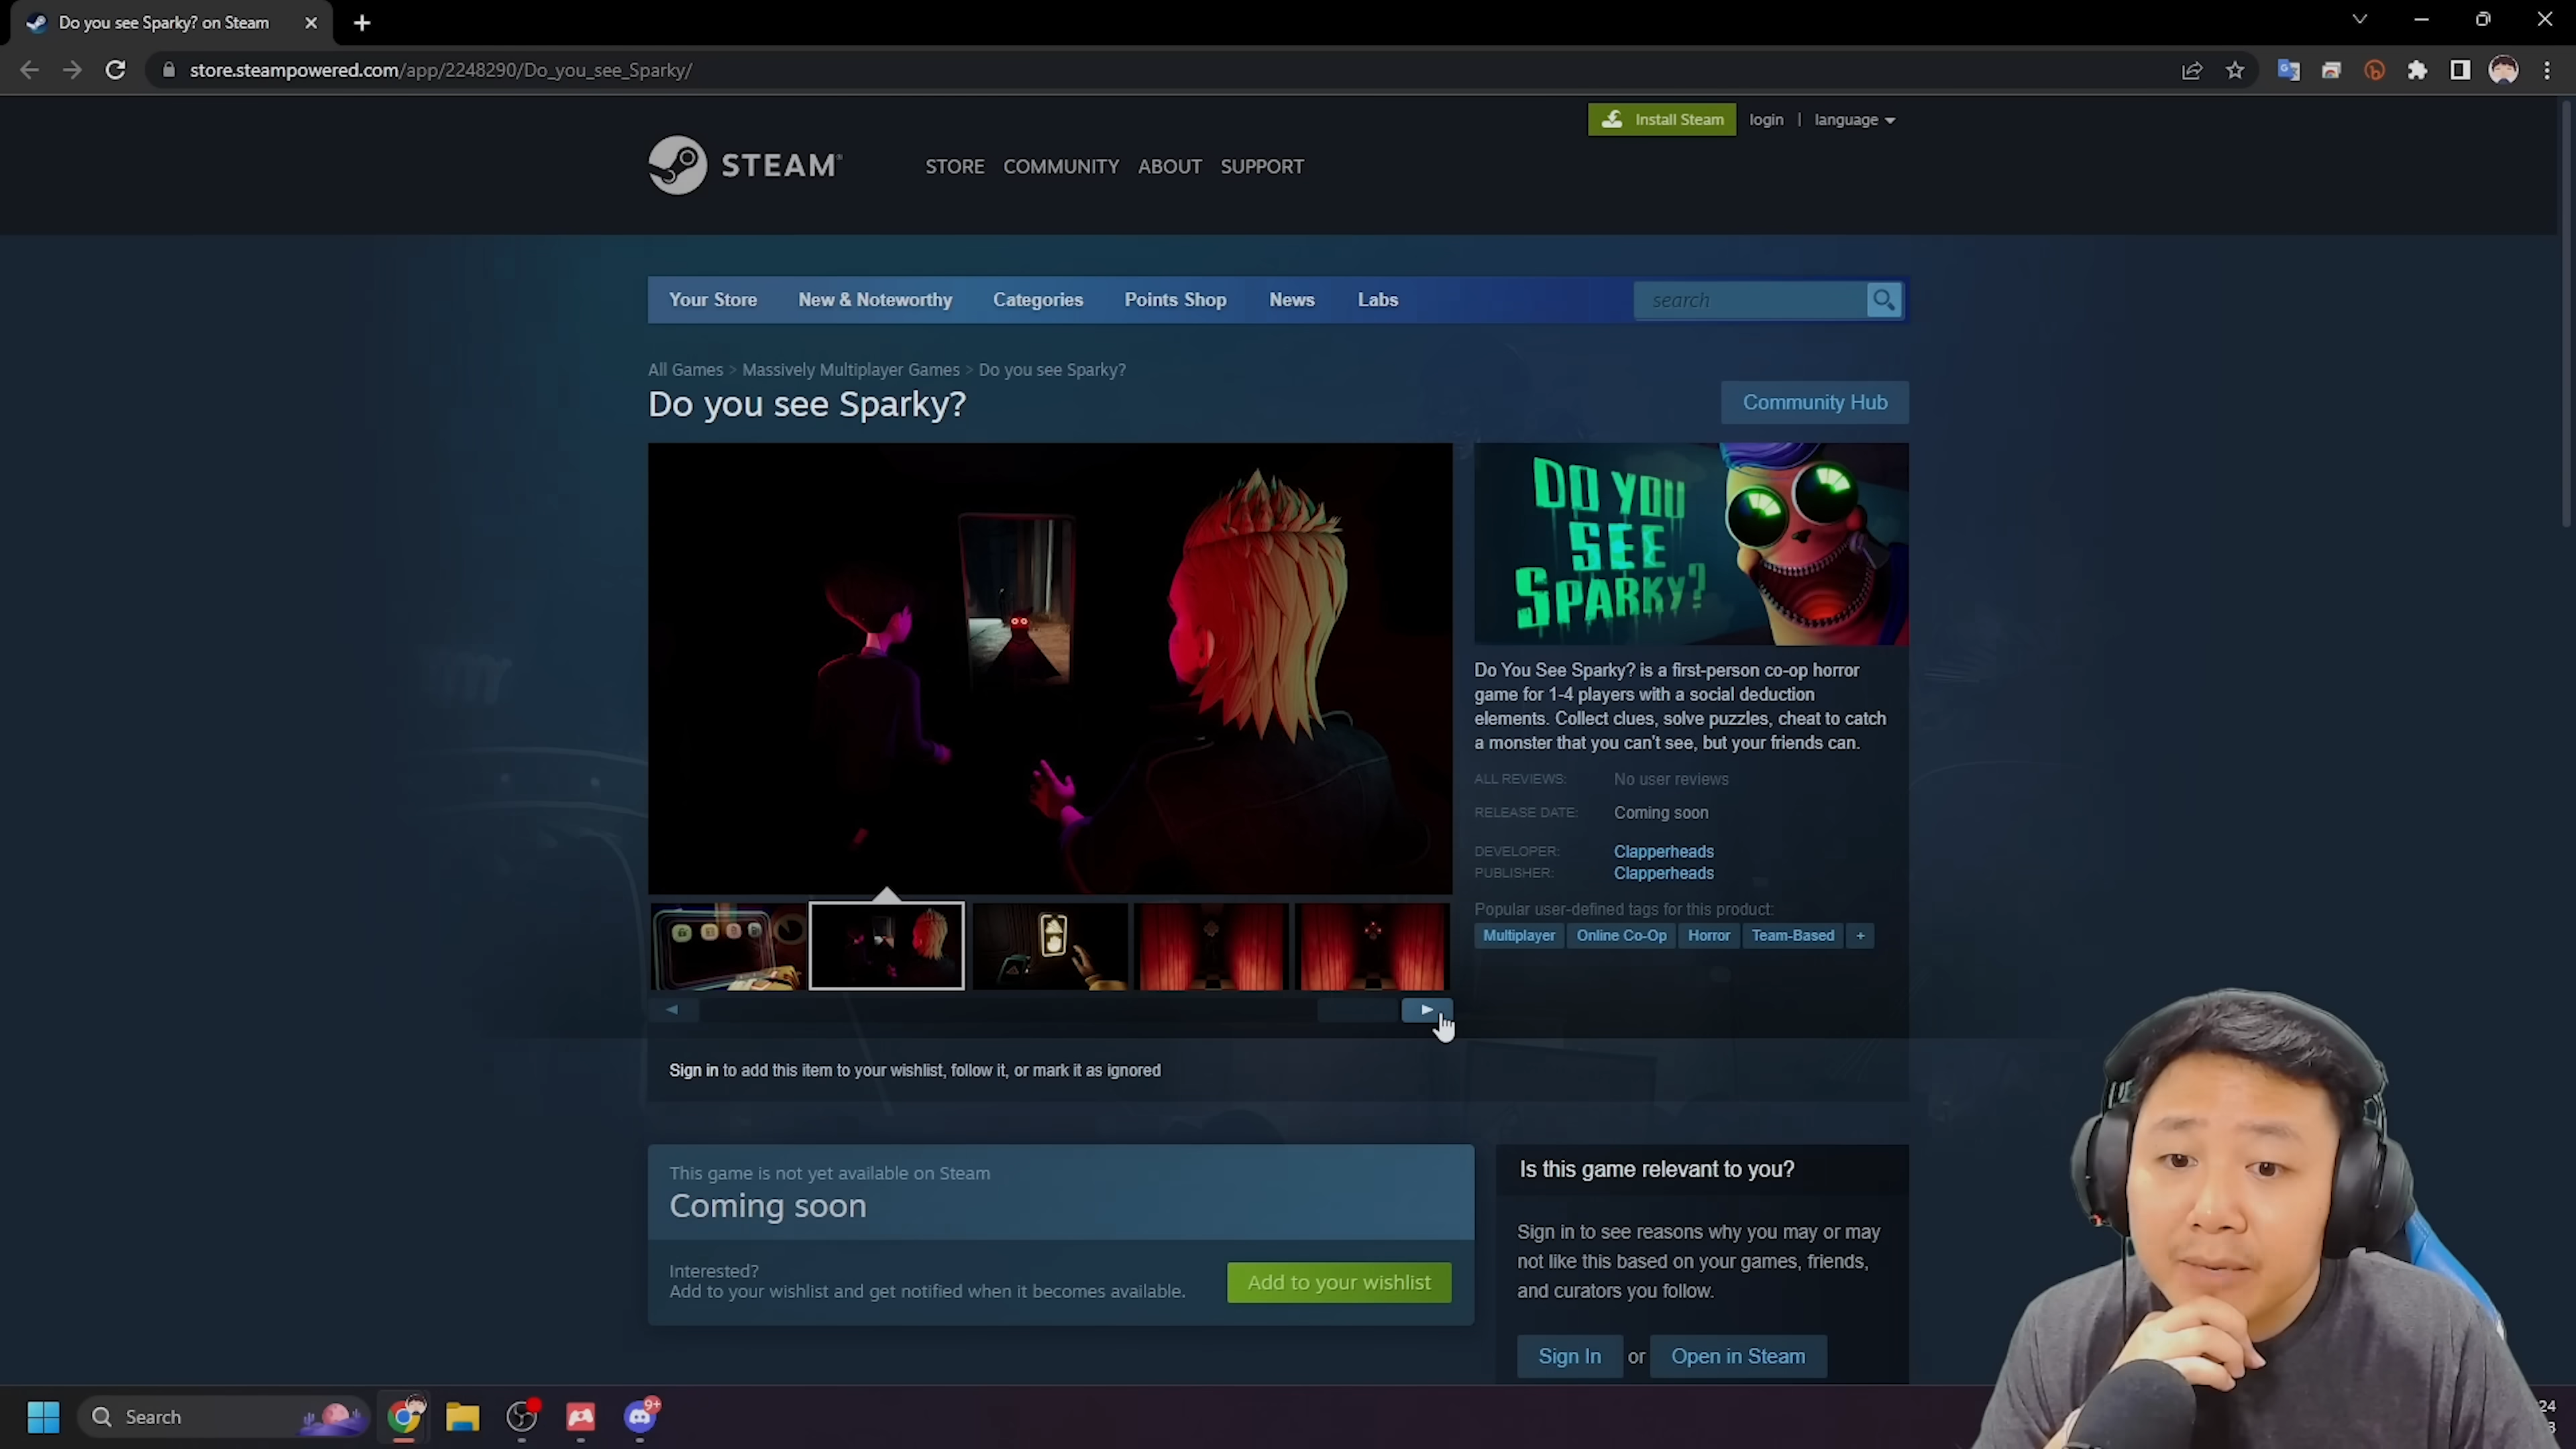 Do you see Sparky? on Steam
store.steampowered.com/app/2248290/Do_you_see_Sparky/
Install Steam
login | language
STEAM®
STORE COMMUNITY ABOUT SUPPORT
Your Store New & Noteworthy Categories Points Shop News Labs
search
All Games > Massively Multiplayer Games > Do you see Sparky?
Do you see Sparky?
Community Hub
DO YOU
SEE
SPARKY?
Do You See Sparky? is a first-person co-op horror
game for 1-4 players with a social deduction
elements. Collect clues, solve puzzles, cheat to catch
a monster that you can't see, but your friends can.
ALL REVIEWS: No user reviews
RELEASE DATE: Coming soon
DEVELOPER: Clapperheads
PUBLISHER: Clapperheads
Popular user-defined tags for this product:
Multiplayer Online Co-Op Horror Team-Based +
Sign in to add this item to your wishlist, follow it, or mark it as ignored
This game is not yet available on Steam
Coming soon
Interested?
Add to your wishlist and get notified when it becomes available.
Add to your wishlist
Is this game relevant to you?
Sign in to see reasons why you may or may
not like this based on your games, friends,
and curators you follow.
Sign In or Open in Steam
Search
9+
24
3